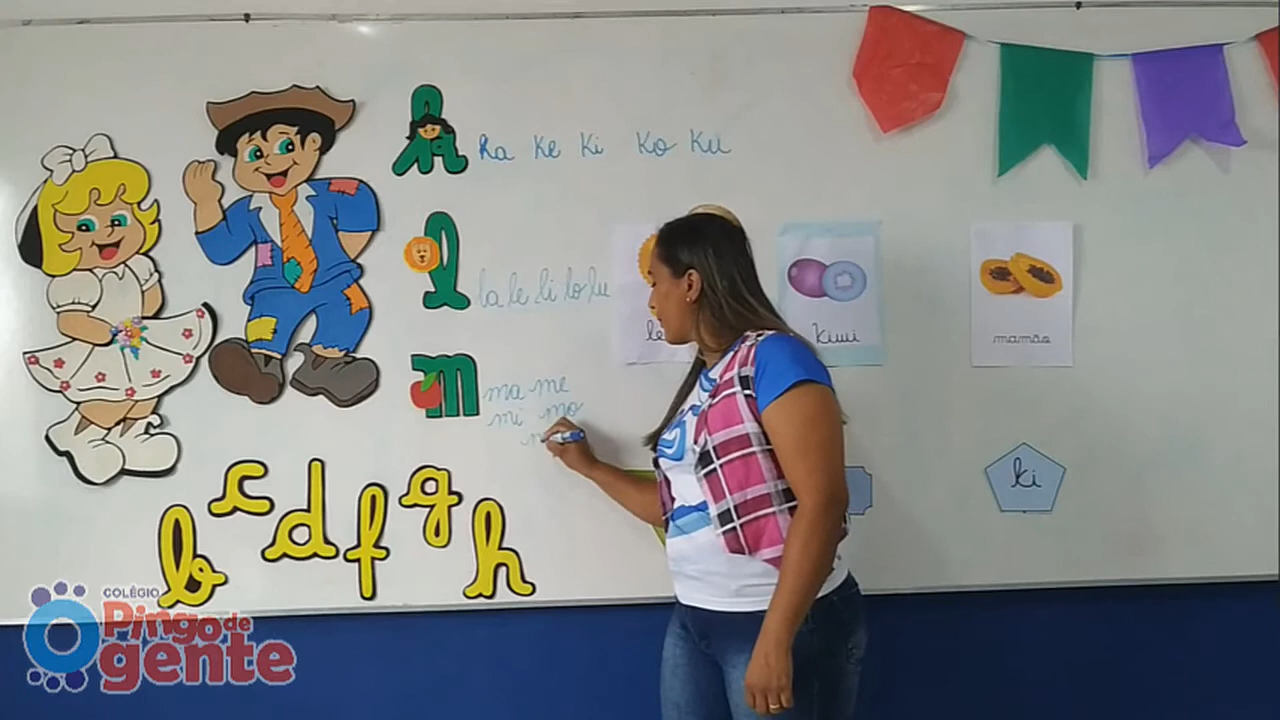 k ka ke ki ko ku
l la le li lo lu
m ma me
mi mo
kiwi
mamão
ki
b c d f g h
COLÉGIO
Pingo de
gente